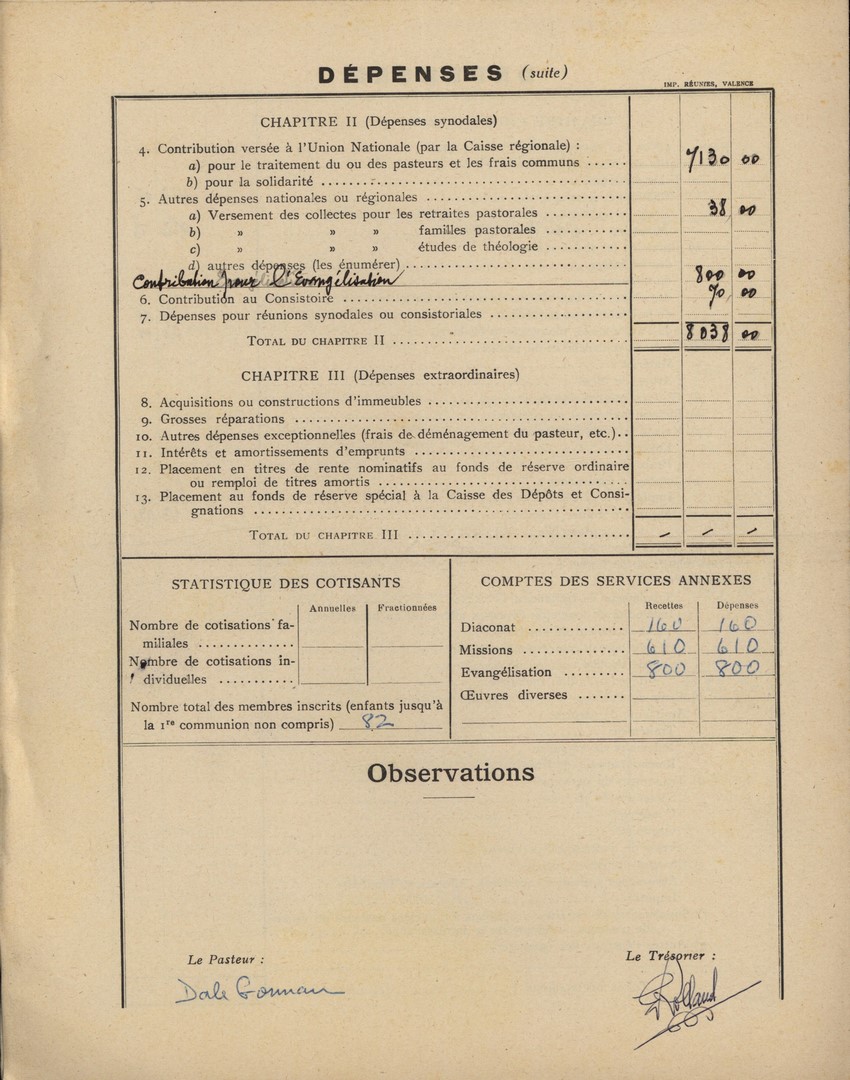 DÉPENSES (suite)
IMP. RÉUNIES, VALENCE
CHAPITRE II (Dépenses synodales)
4. Contribution versée à l'Union Nationale (par la Caisse régionale) :
a) pour le traitement du ou des pasteurs et les frais communs ...... 7130 00
b) pour la solidarité
5. Autres dépenses nationales ou régionales
a) Versement des collectes pour les retraites pastorales 38 00
b) » » » familles pastorales
c) » » » études de théologie
d) autres dépenses (les énumérer)
Contribution pour l'Evangélisation 800 00
6. Contribution au Consistoire 70 00
7. Dépenses pour réunions synodales ou consistoriales
TOTAL DU CHAPITRE II 8038 00
CHAPITRE III (Dépenses extraordinaires)
8. Acquisitions ou constructions d'immeubles
9. Grosses réparations
10. Autres dépenses exceptionnelles (frais de déménagement du pasteur, etc.)..
11. Intérêts et amortissements d'emprunts
12. Placement en titres de rente nominatifs au fonds de réserve ordinaire
ou remploi de titres amortis
13. Placement au fonds de réserve spécial à la Caisse des Dépôts et Consi-
gnations
TOTAL DU CHAPITRE III - - -
STATISTIQUE DES COTISANTS
Annuelles Fractionnées
Nombre de cotisations fa-
miliales
Nombre de cotisations in-
dividuelles
Nombre total des membres inscrits (enfants jusqu'à
la 1re communion non compris) 82
COMPTES DES SERVICES ANNEXES
Recettes Dépenses
Diaconat 160 160
Missions 610 610
Evangélisation 800 800
Œuvres diverses
Observations
Le Pasteur : Le Trésorier :
Dale Gorman